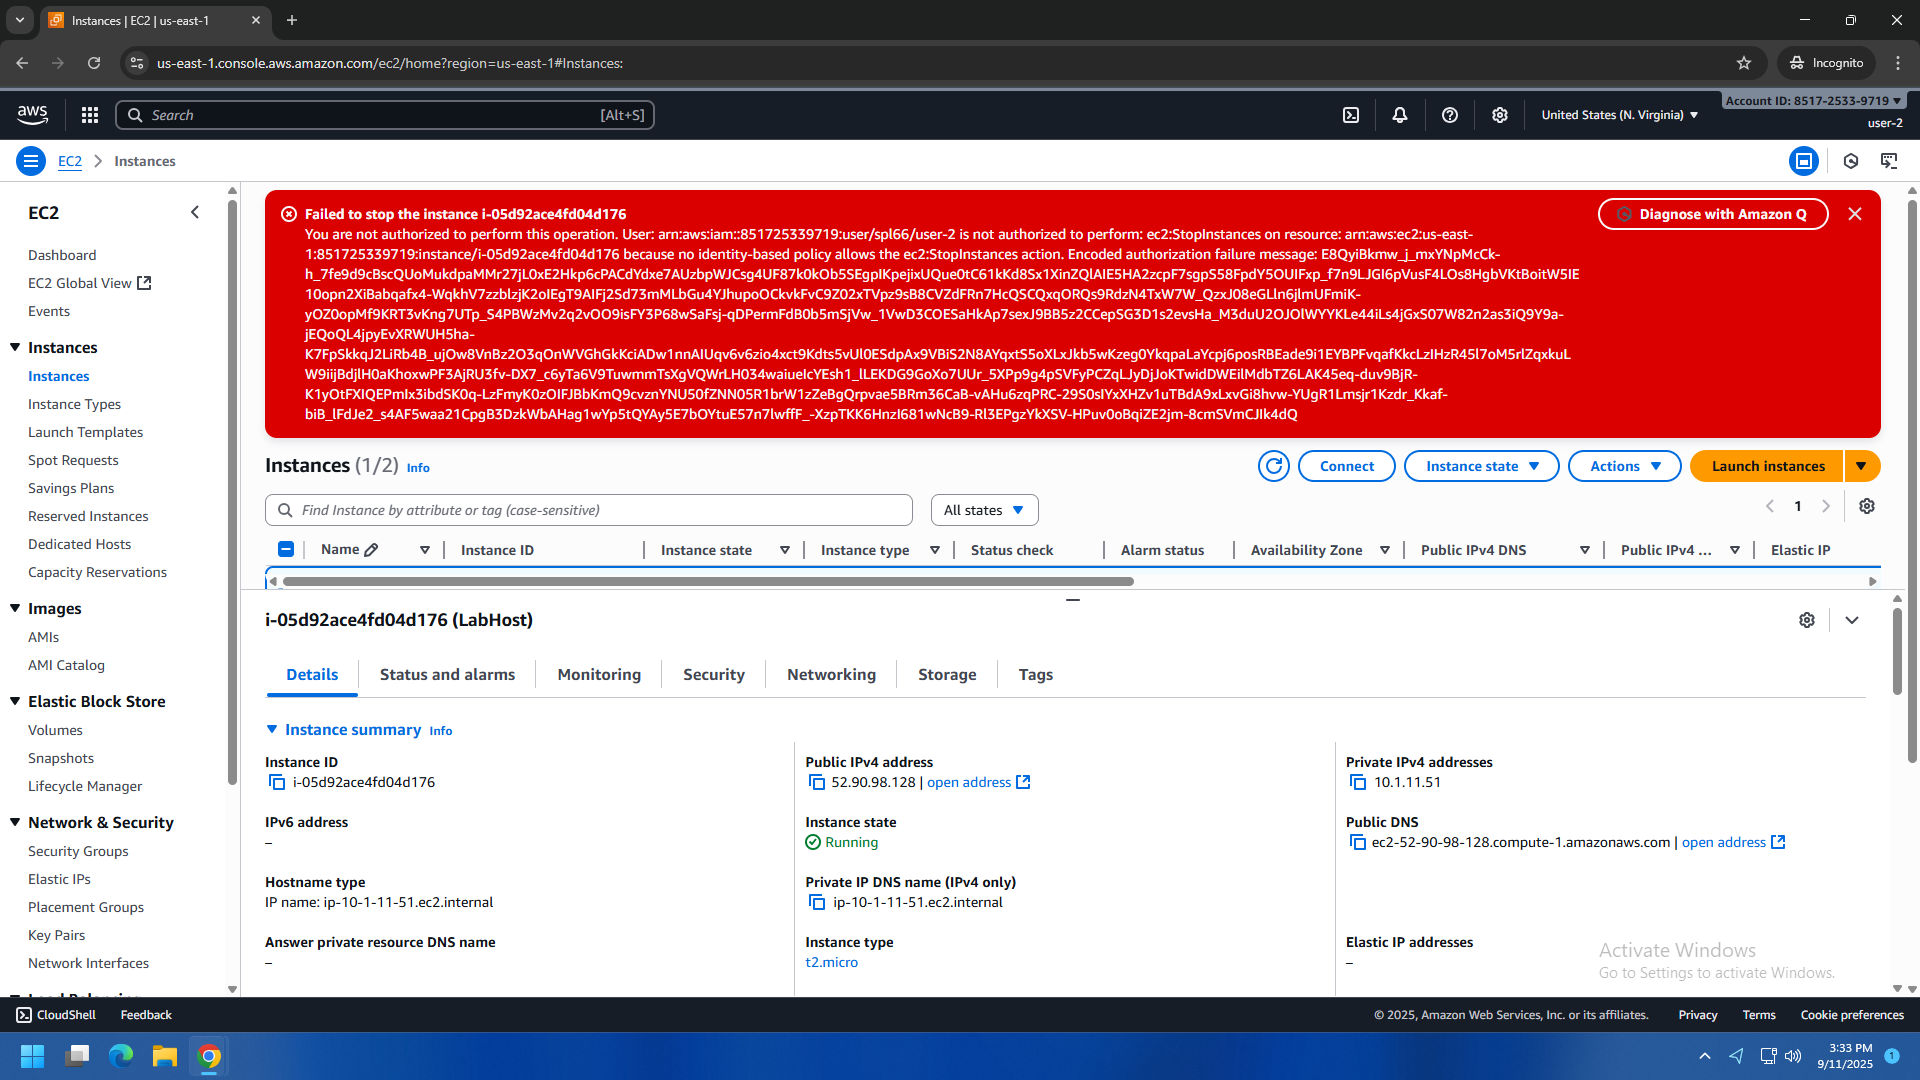 Instances | EC2 | us-east-1
us-east-1.console.aws.amazon.com/ec2/home?region=us-east-1#Instances:
Incognito
aws
Search
[Alt+S]
United States (N. Virginia)
Account ID: 8517-2533-9719
user-2
EC2
Instances
EC2
Dashboard
EC2 Global View
Events
Instances
Instances
Instance Types
Launch Templates
Spot Requests
Savings Plans
Reserved Instances
Dedicated Hosts
Capacity Reservations
Images
AMIs
AMI Catalog
Elastic Block Store
Volumes
Snapshots
Lifecycle Manager
Network & Security
Security Groups
Elastic IPs
Placement Groups
Key Pairs
Network Interfaces
Failed to stop the instance i-05d92ace4fd04d176
Diagnose with Amazon Q
You are not authorized to perform this operation. User: arn:aws:iam::851725339719:user/spl66/user-2 is not authorized to perform: ec2:StopInstances on resource: arn:aws:ec2:us-east-
1:851725339719:instance/i-05d92ace4fd04d176 because no identity-based policy allows the ec2:StopInstances action. Encoded authorization failure message: E8QyiBkmw_j_mxYNpMcCk-
h_7fe9d9cBscQUoMukdpaMMr27jL0xE2Hkp6cPACdYdxe7AUzbpWJCsg4UF87k0kOb5SEgpIKpejixUQue0tC61kKd8Sx1XinZQlAIE5HA2zcpF7sgpS58FpdY5OUIFxp_f7n9LJGI6pVusF4LOs8HgbVKtBoitW5IE
10opn2XiBabqafx4-WqkhV7zzblzjK2oIEgT9AIFj2Sd73mMLbGu4YJhupoOCkvkFvC9Z02xTVpz9sB8CVZdFRn7HcQSCQxqORQs9RdzN4TxW7W_QzxJ08eGLln6jlmUFmiK-
yOZ0opMf9KRT3vKng7UTp_S4PBWzMv2q2vOO9isFY3P68wSaFsj-qDPermFdB0b5mSjVw_1VwD3COESaHkAp7sexJ9BB5z2CCepSG3D1s2evsHa_M3duU2OJOlWYYKLe44iLs4jGxS07W82n2as3iQ9Y9a-
jEQoQL4jpyEvXRWUH5ha-
K7FpSkkqJ2LiRb4B_ujOw8VnBz2O3qOnWVGhGkKciADw1nnAIUqv6v6zio4xct9Kdts5vUl0ESdpAx9VBiS2N8AYqxtS5oXLxJkb5wKzeg0YkqpaLaYcpj6posRBEade9i1EYBPFvqafKkcLzIHzR45l7oM5rlZqxkuL
W9iijBdjlH0aKhoxwPF3AjRU3fv-DX7_c6yTa6V9TuwmmTsXgVQWrLH034waiueIcYEsh1_lLEKDG9GoXo7UUr_5XPp9g4pSVFyPCZqLJyDjJoKTwidDWEilMdbTZ6LAK45eq-duv9BjR-
K1yOtFXIQEPmIx3ibdSK0q-LzFmyK0zOIFJBbKmQ9cvznYNU50fZNN05R1brW1zZeBgQrpvae5BRm36CaB-vAHu6zqPRC-29S0sIYxXHZv1uTBdA9xLxvGi8hvw-YUgR1Lmsjr1Kzdr_Kkaf-
biB_lFdJe2_s4AF5waa21CpgB3DzkWbAHag1wYp5tQYAy5E7bOYtuE57n7lwffF_-XzpTKK6HnzI681wNcB9-Rl3EPgzYkXSV-HPuv0oBqiZE2jm-8cmSVmCJIk4dQ
Instances (1/2) Info
Connect
Instance state
Actions
Launch instances
Find Instance by attribute or tag (case-sensitive)
All states
1
Name
Instance ID
Instance state
Instance type
Status check
Alarm status
Availability Zone
Public IPv4 DNS
Public IPv4 ...
Elastic IP
i-05d92ace4fd04d176 (LabHost)
Details
Status and alarms
Monitoring
Security
Networking
Storage
Tags
Instance summary Info
Instance ID
i-05d92ace4fd04d176
Public IPv4 address
52.90.98.128 | open address
Private IPv4 addresses
10.1.11.51
IPv6 address
–
Instance state
Running
Public DNS
ec2-52-90-98-128.compute-1.amazonaws.com | open address
Hostname type
IP name: ip-10-1-11-51.ec2.internal
Private IP DNS name (IPv4 only)
ip-10-1-11-51.ec2.internal
Answer private resource DNS name
–
Instance type
t2.micro
Elastic IP addresses
–
Activate Windows
Go to Settings to activate Windows.
CloudShell
Feedback
© 2025, Amazon Web Services, Inc. or its affiliates.
Privacy
Terms
Cookie preferences
3:33 PM
9/11/2025
1